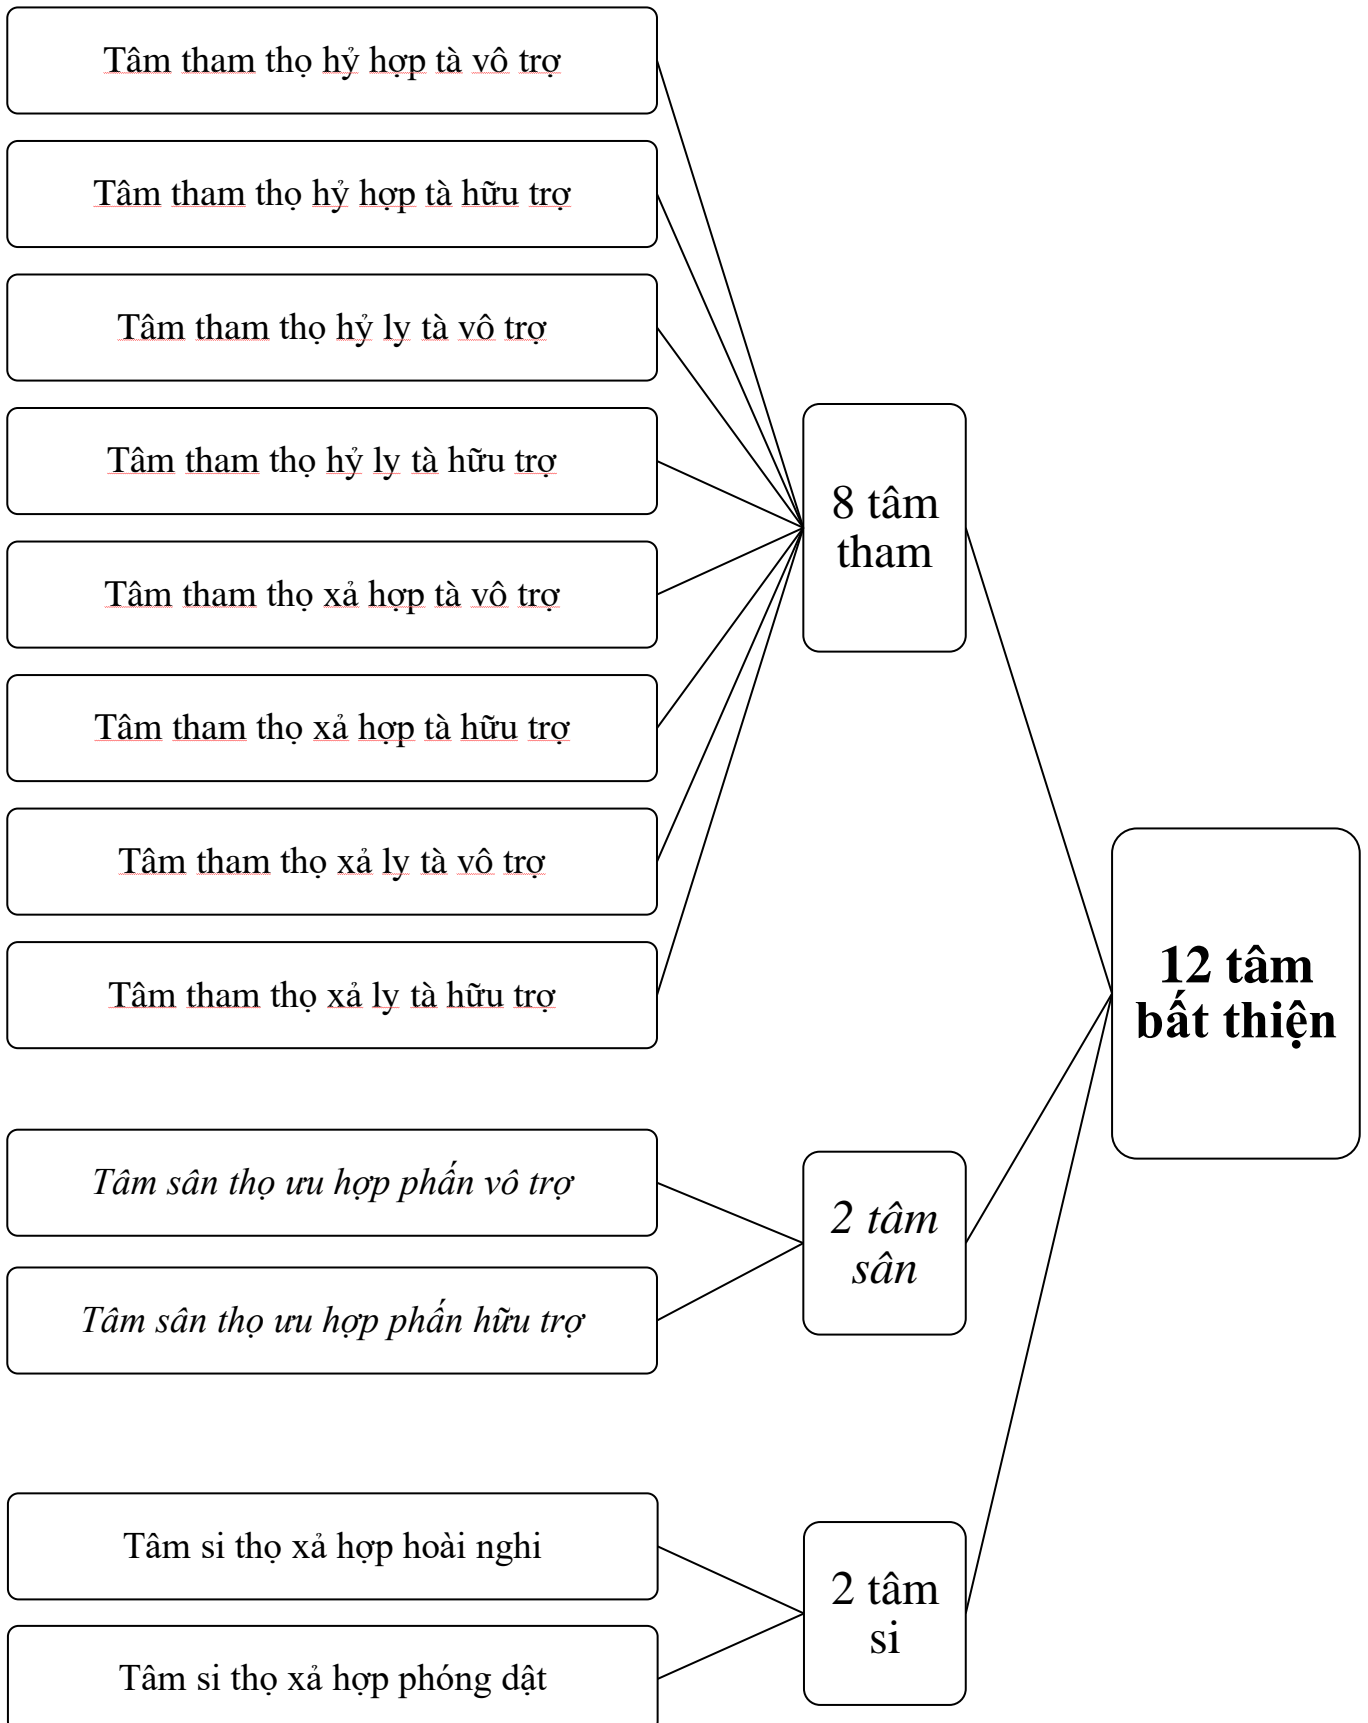 Tâm tham thọ hỷ hợp tà vô trợ
Tâm tham thọ hỷ hợp tà hữu trợ
Tâm tham thọ hỷ ly tà vô trợ
Tâm tham thọ hỷ ly tà hữu trợ
Tâm tham thọ xả hợp tà vô trợ
Tâm tham thọ xả hợp tà hữu trợ
Tâm tham thọ xả ly tà vô trợ
Tâm tham thọ xả ly tà hữu trợ
8 tâm
tham
Tâm sân thọ ưu hợp phấn vô trợ
Tâm sân thọ ưu hợp phấn hữu trợ
2 tâm
sân
Tâm si thọ xả hợp hoài nghi
Tâm si thọ xả hợp phóng dật
2 tâm
si
12 tâm
bất thiện